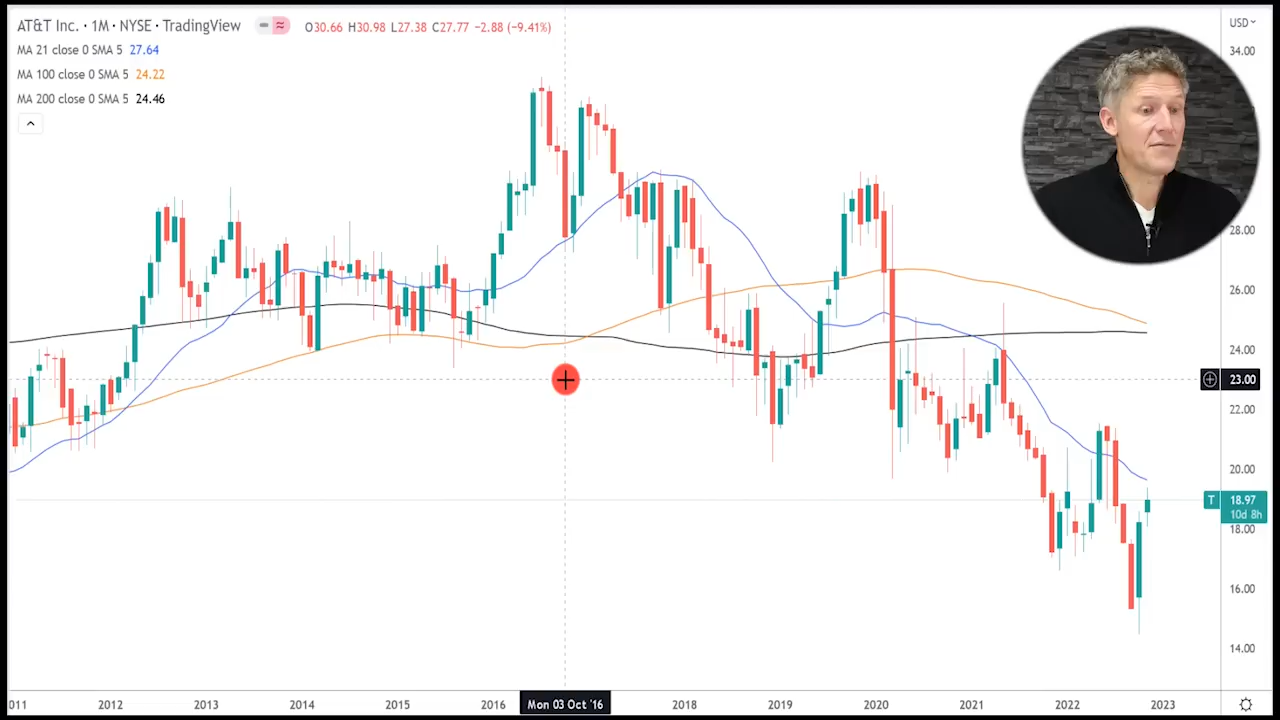 AT&T Inc. · 1M · NYSE · TradingView
O30.66 H30.98 L27.38 C27.77 −2.88 (−9.41%)
MA 21 close 0 SMA 5 27.64
MA 100 close 0 SMA 5 24.22
MA 200 close 0 SMA 5 24.46
USD
34.00
28.00
26.00
24.00
23.00
22.00
20.00
T 18.97
10d 8h
18.00
16.00
14.00
011 2012 2013 2014 2015 2016 Mon 03 Oct '16 2018 2019 2020 2021 2022 2023